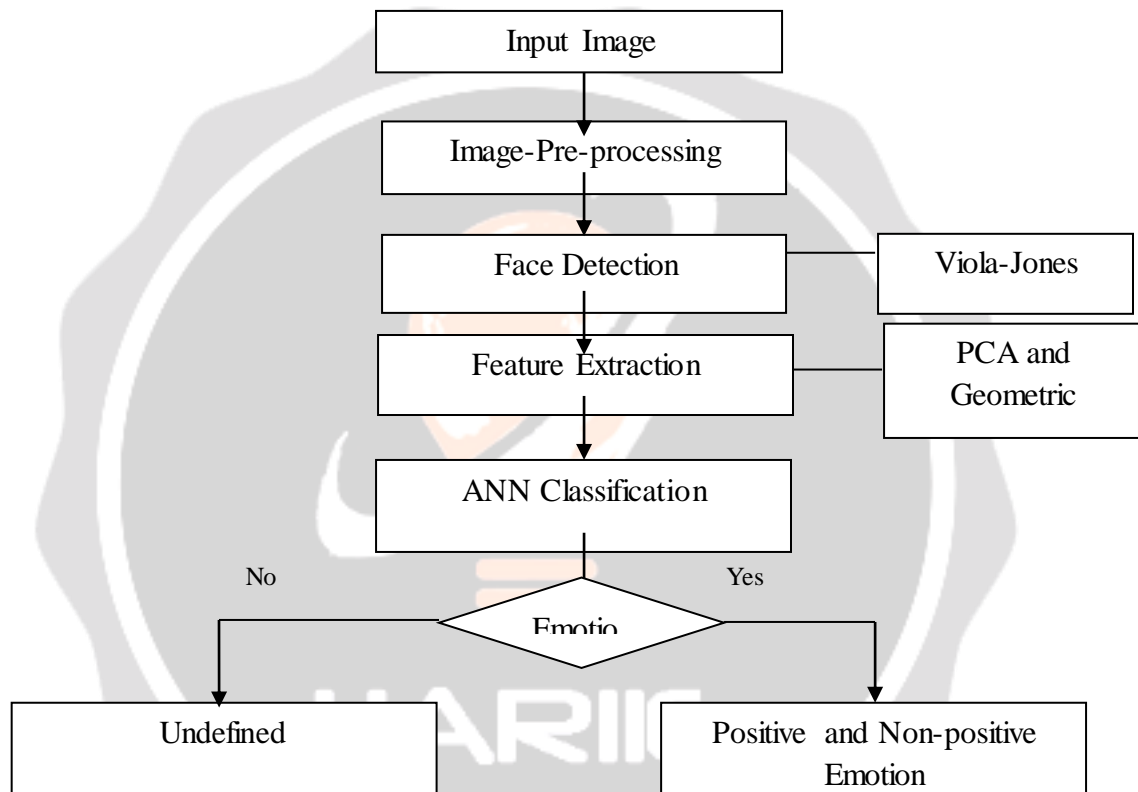 Input Image
Image-Pre-processing
Face Detection
Viola-Jones
Feature Extraction
PCA and
Geometric
ANN Classification
No
Yes
Emotio
Undefined
Positive and Non-positive
Emotion